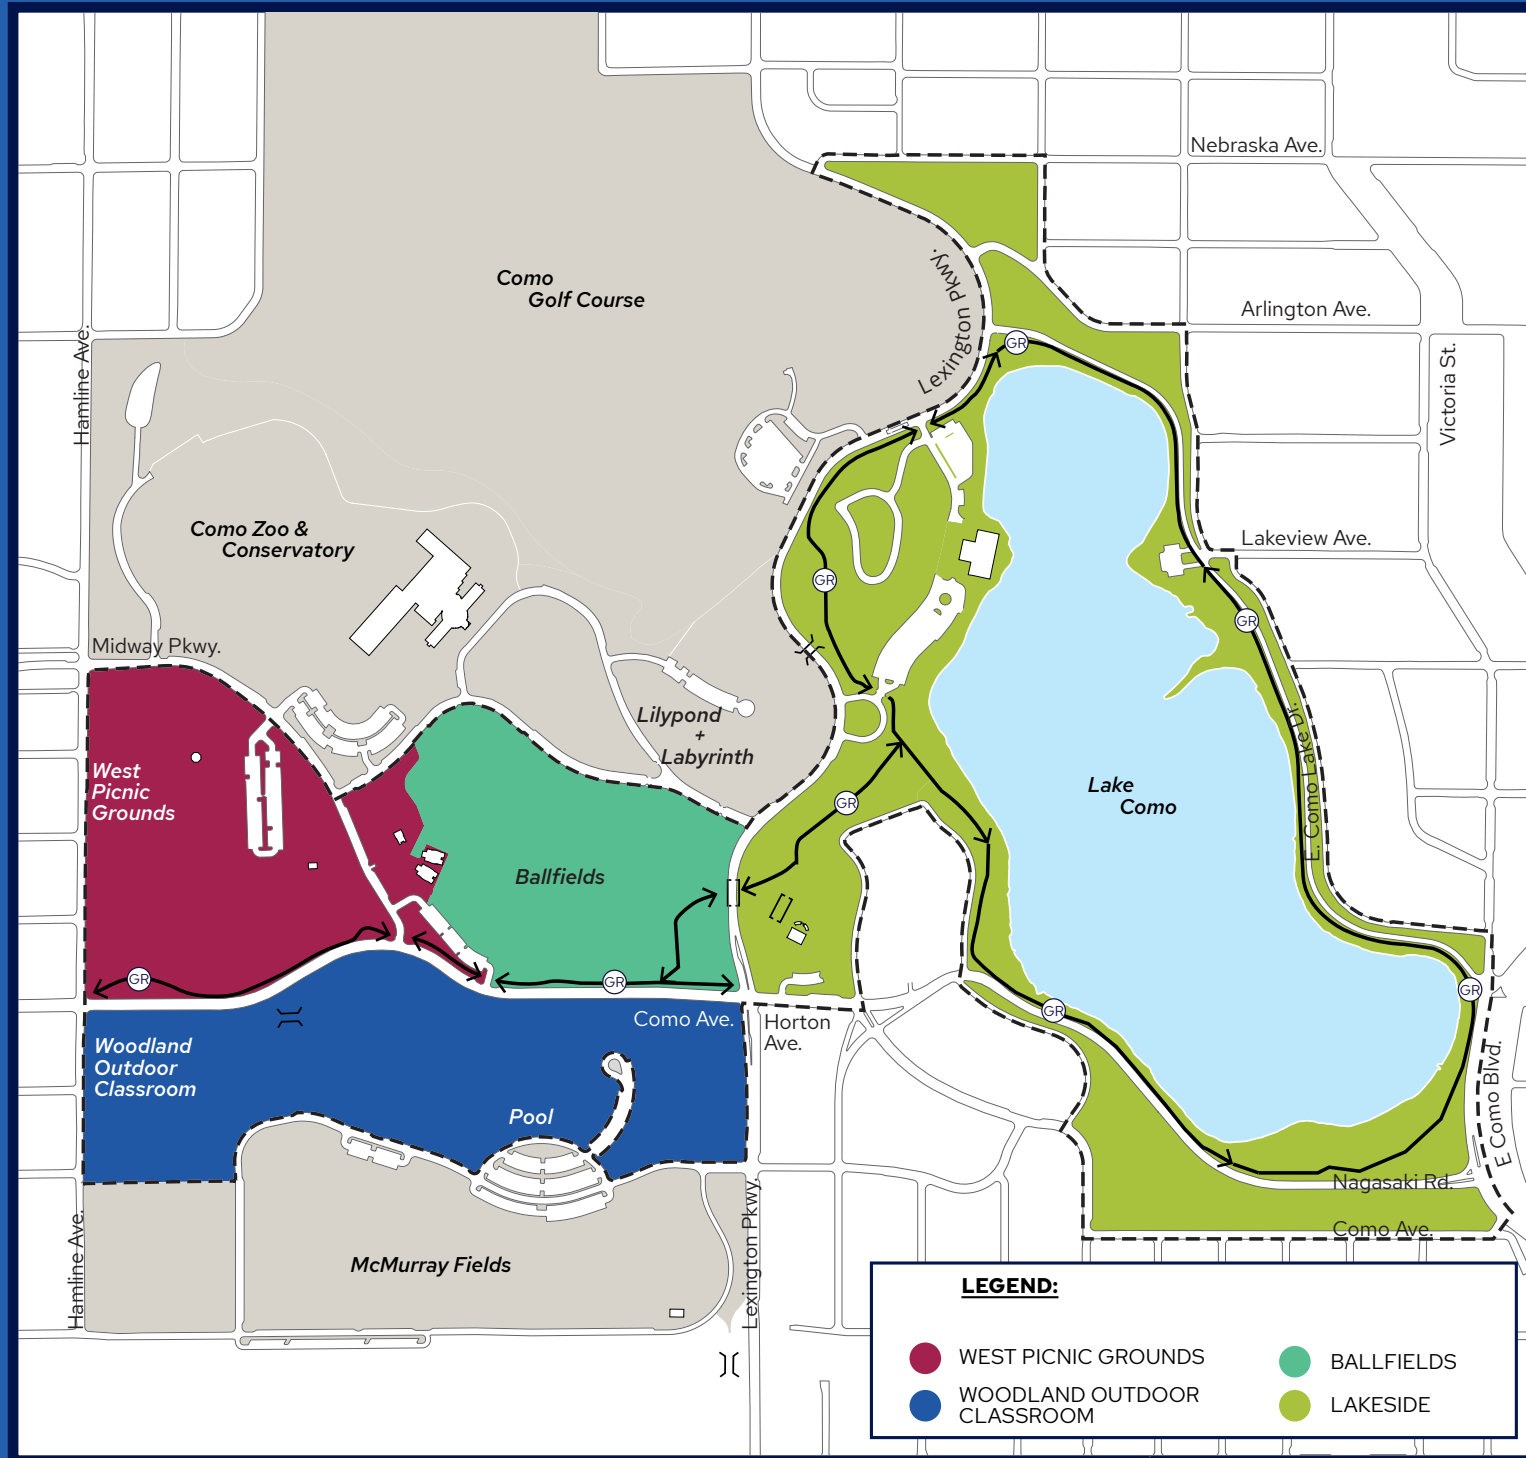 Nebraska Ave.
Como
Golf Course
Lexington Pkwy.
Arlington Ave.
Hamline Ave.
GR
Victoria St.
Como Zoo &
Conservatory
Lakeview Ave.
GR
GR
Midway Pkwy.
Lilypond
+
Labyrinth
E. Como Lake Dr.
West
Picnic
Grounds
Lake
Como
GR
Ballfields
GR
GR
GR
GR
Como Ave.
Horton
Ave.
Woodland
Outdoor
Classroom
E Como Blvd.
Pool
Nagasaki Rd.
Como Ave.
Hamline Ave.
Lexington Pkwy.
McMurray Fields
LEGEND:
WEST PICNIC GROUNDS
BALLFIELDS
WOODLAND OUTDOOR
CLASSROOM
LAKESIDE